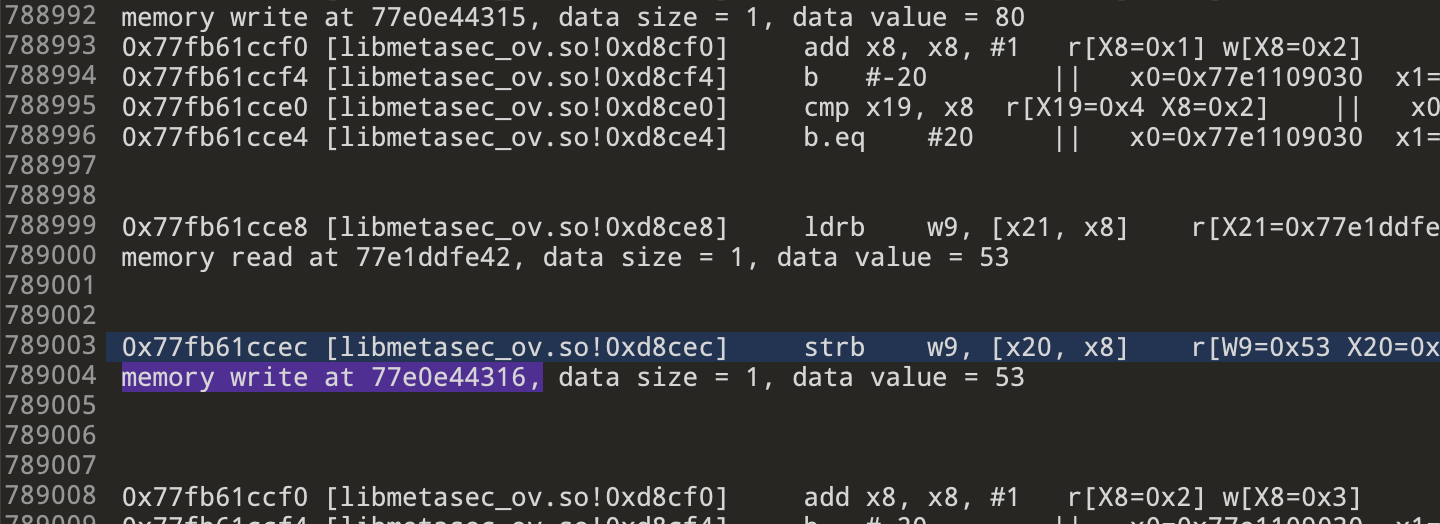 788992 memory write at 77e0e44315, data size = 1, data value = 80
788993 0x77fb61ccf0 [libmetasec_ov.so!0xd8cf0] add x8, x8, #1 r[X8=0x1] w[X8=0x2]
788994 0x77fb61ccf4 [libmetasec_ov.so!0xd8cf4] b #-20 || x0=0x77e1109030 x1=
788995 0x77fb61cce0 [libmetasec_ov.so!0xd8ce0] cmp x19, x8 r[X19=0x4 X8=0x2] || x0
788996 0x77fb61cce4 [libmetasec_ov.so!0xd8ce4] b.eq #20 || x0=0x77e1109030 x1=
788997
788998
788999 0x77fb61cce8 [libmetasec_ov.so!0xd8ce8] ldrb w9, [x21, x8] r[X21=0x77e1ddfe
789000 memory read at 77e1ddfe42, data size = 1, data value = 53
789001
789002
789003 0x77fb61ccec [libmetasec_ov.so!0xd8cec] strb w9, [x20, x8] r[W9=0x53 X20=0x
789004 memory write at 77e0e44316, data size = 1, data value = 53
789005
789006
789007
789008 0x77fb61ccf0 [libmetasec_ov.so!0xd8cf0] add x8, x8, #1 r[X8=0x2] w[X8=0x3]